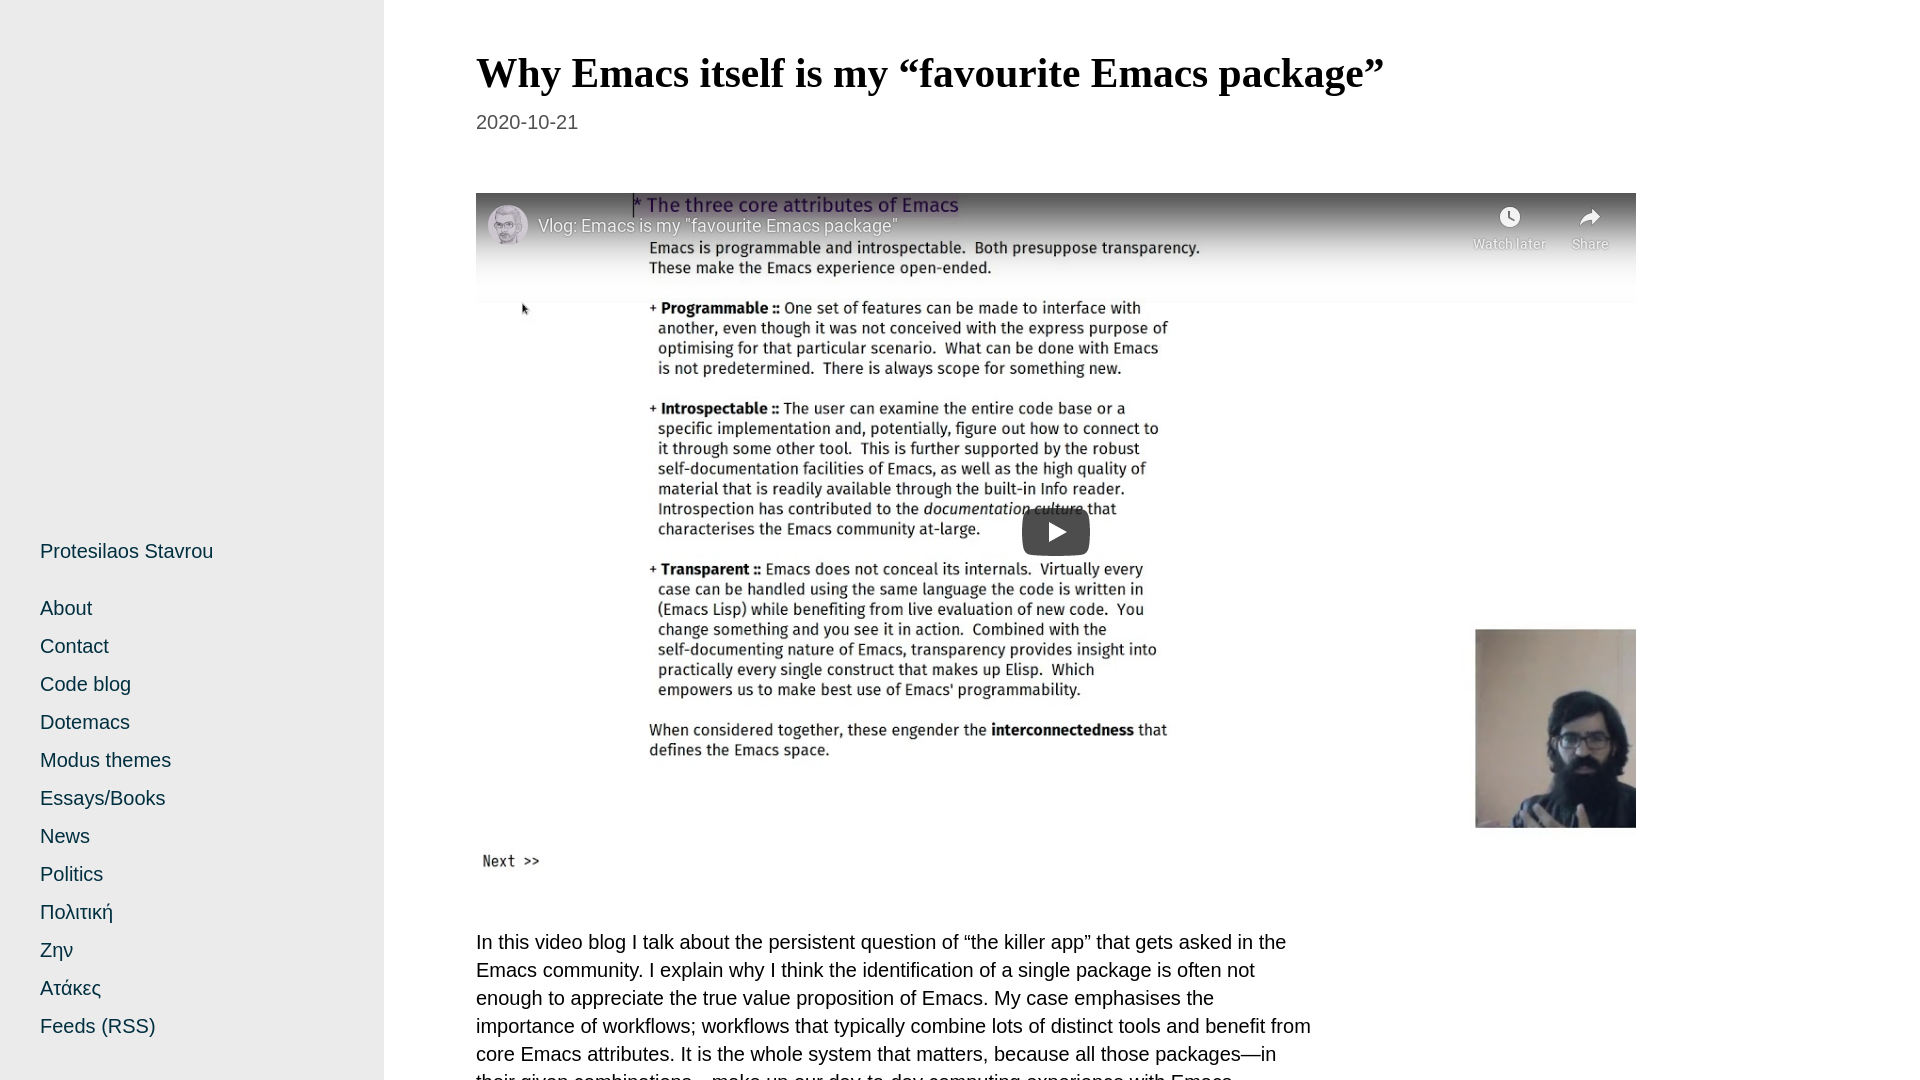 Why Emacs itself is my “favourite Emacs package”
2020-10-21
* The three core attributes of Emacs
Vlog: Emacs is my "favourite Emacs package"
Watch later
Share
Emacs is programmable and introspectable. Both presuppose transparency.
These make the Emacs experience open-ended.
+ Programmable :: One set of features can be made to interface with
another, even though it was not conceived with the express purpose of
optimising for that particular scenario. What can be done with Emacs
is not predetermined. There is always scope for something new.
+ Introspectable :: The user can examine the entire code base or a
specific implementation and, potentially, figure out how to connect to
it through some other tool. This is further supported by the robust
self-documentation facilities of Emacs, as well as the high quality of
material that is readily available through the built-in Info reader.
Introspection has contributed to the documentation culture that
characterises the Emacs community at-large.
+ Transparent :: Emacs does not conceal its internals. Virtually every
case can be handled using the same language the code is written in
(Emacs Lisp) while benefiting from live evaluation of new code. You
change something and you see it in action. Combined with the
self-documenting nature of Emacs, transparency provides insight into
practically every single construct that makes up Elisp. Which
empowers us to make best use of Emacs' programmability.
When considered together, these engender the interconnectedness that
defines the Emacs space.
Next >>
Protesilaos Stavrou
About
Contact
Code blog
Dotemacs
Modus themes
Essays/Books
News
Politics
Πολιτική
Ζην
Ατάκες
Feeds (RSS)
In this video blog I talk about the persistent question of “the killer app” that gets asked in the
Emacs community. I explain why I think the identification of a single package is often not
enough to appreciate the true value proposition of Emacs. My case emphasises the
importance of workflows; workflows that typically combine lots of distinct tools and benefit from
core Emacs attributes. It is the whole system that matters, because all those packages—in
their given combinations—make up our day-to-day computing experience with Emacs.